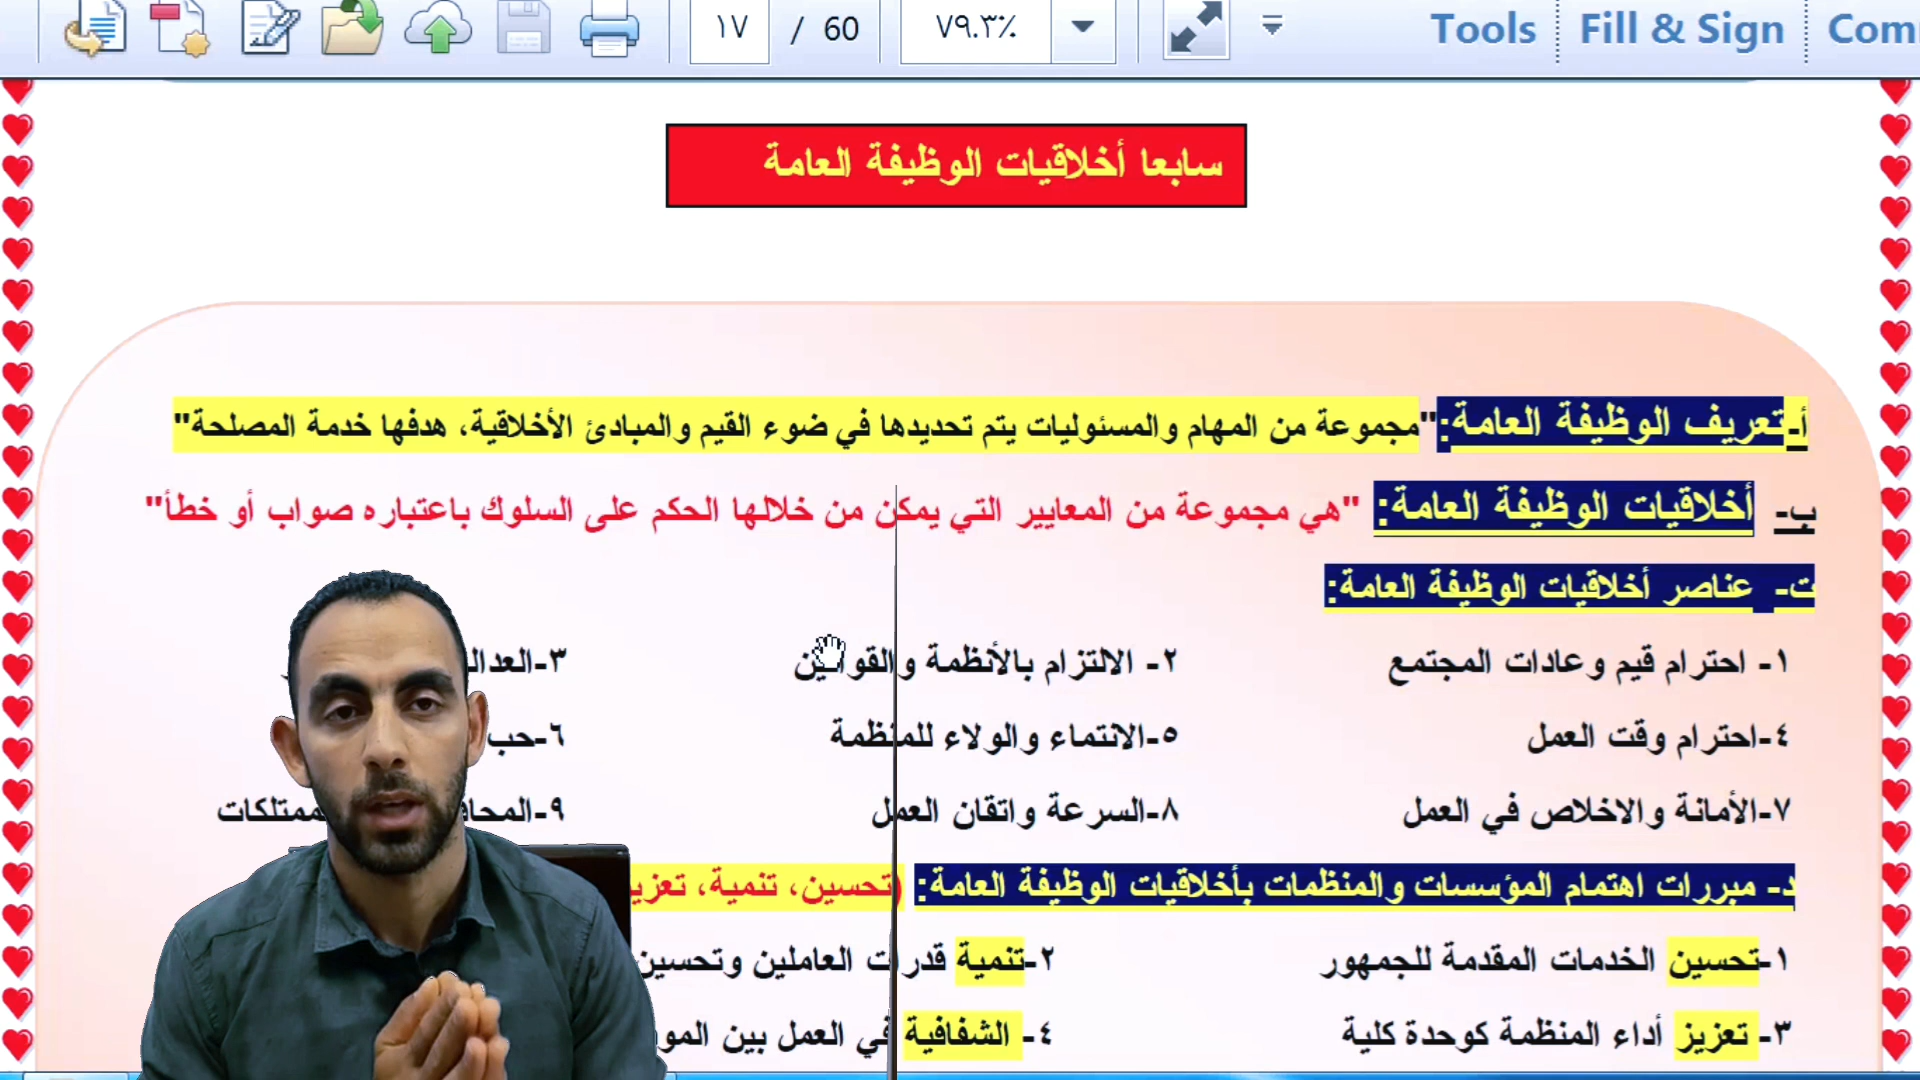 ١٧ / 60 ٧٩.٣٪ Tools Fill & Sign
سابعا أخلاقيات الوظيفة العامة
أ-تعريف الوظيفة العامة: "مجموعة من المهام والمسئوليات يتم تحديدها في ضوء القيم والمبادئ الأخلاقية، هدفها خدمة المصلحة"
ب- أخلاقيات الوظيفة العامة: "هي مجموعة من المعايير التي يمكن من خلالها الحكم على السلوك باعتباره صواب أو خطأ"
ت- عناصر أخلاقيات الوظيفة العامة:
١- احترام قيم وعادات المجتمع ٢- الالتزام بالأنظمة والقوانين ٣-
٤-احترام وقت العمل ٥-الانتماء والولاء للمنظمة ٦-حب
٧-الأمانة والاخلاص في العمل ٨-السرعة واتقان العمل ٩-
د- مبررات اهتمام المؤسسات والمنظمات بأخلاقيات الوظيفة العامة: (تحسين، تنمية،
١-تحسين الخدمات المقدمة للجمهور ٢-تنمية قدرات العاملين وتحسين
٣- تعزيز أداء المنظمة كوحدة كلية ٤- الشفافية في العمل بين